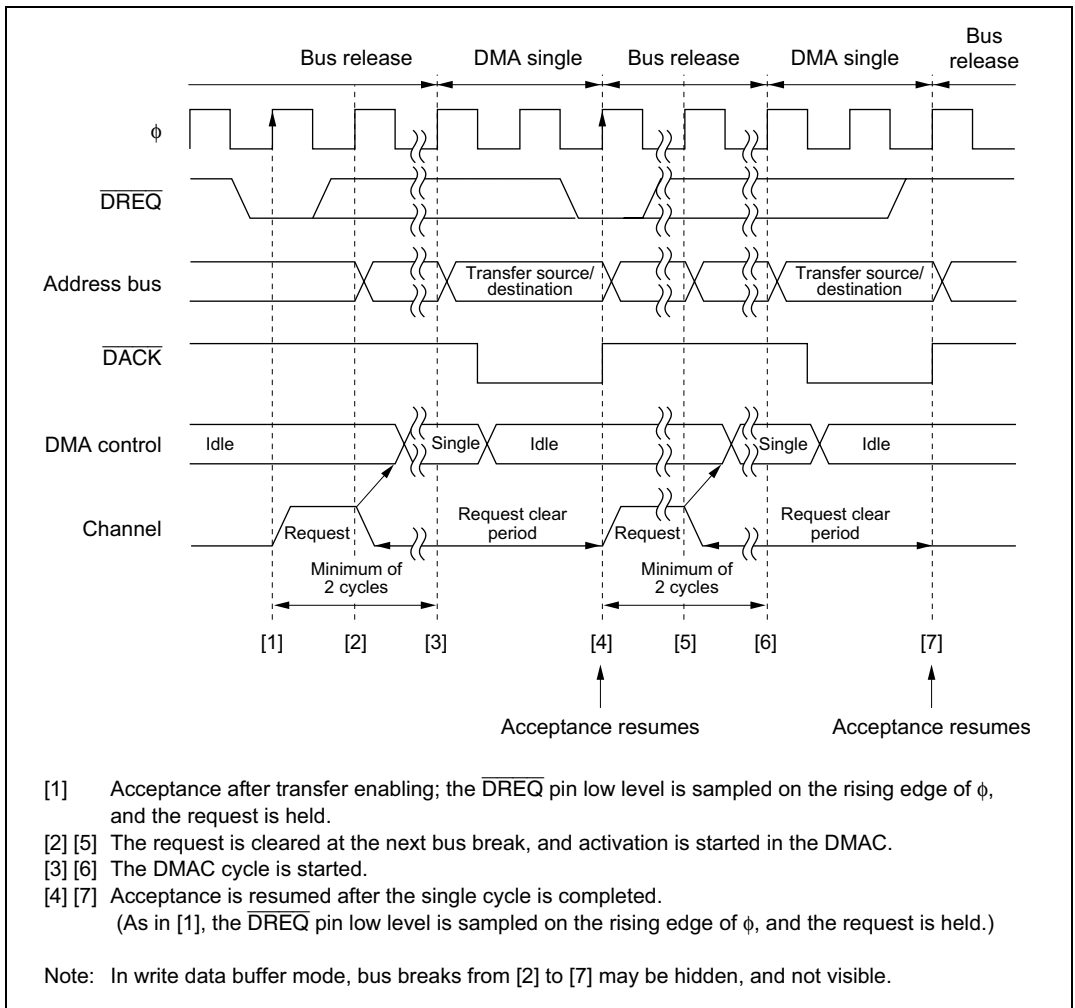 Bus release
DMA single
Bus release
DMA single
Bus
release
ϕ
DREQ
Address bus
Transfer source/
destination
Transfer source/
destination
DACK
DMA control
Idle
Single
Idle
Single
Idle
Channel
Request
Request clear
period
Request
Request clear
period
Minimum of
2 cycles
Minimum of
2 cycles
[1] [2] [3] [4] [5] [6] [7]
Acceptance resumes
Acceptance resumes
[1] Acceptance after transfer enabling; the DREQ pin low level is sampled on the rising edge of ϕ,
and the request is held.
[2] [5] The request is cleared at the next bus break, and activation is started in the DMAC.
[3] [6] The DMAC cycle is started.
[4] [7] Acceptance is resumed after the single cycle is completed.
(As in [1], the DREQ pin low level is sampled on the rising edge of ϕ, and the request is held.)
Note: In write data buffer mode, bus breaks from [2] to [7] may be hidden, and not visible.